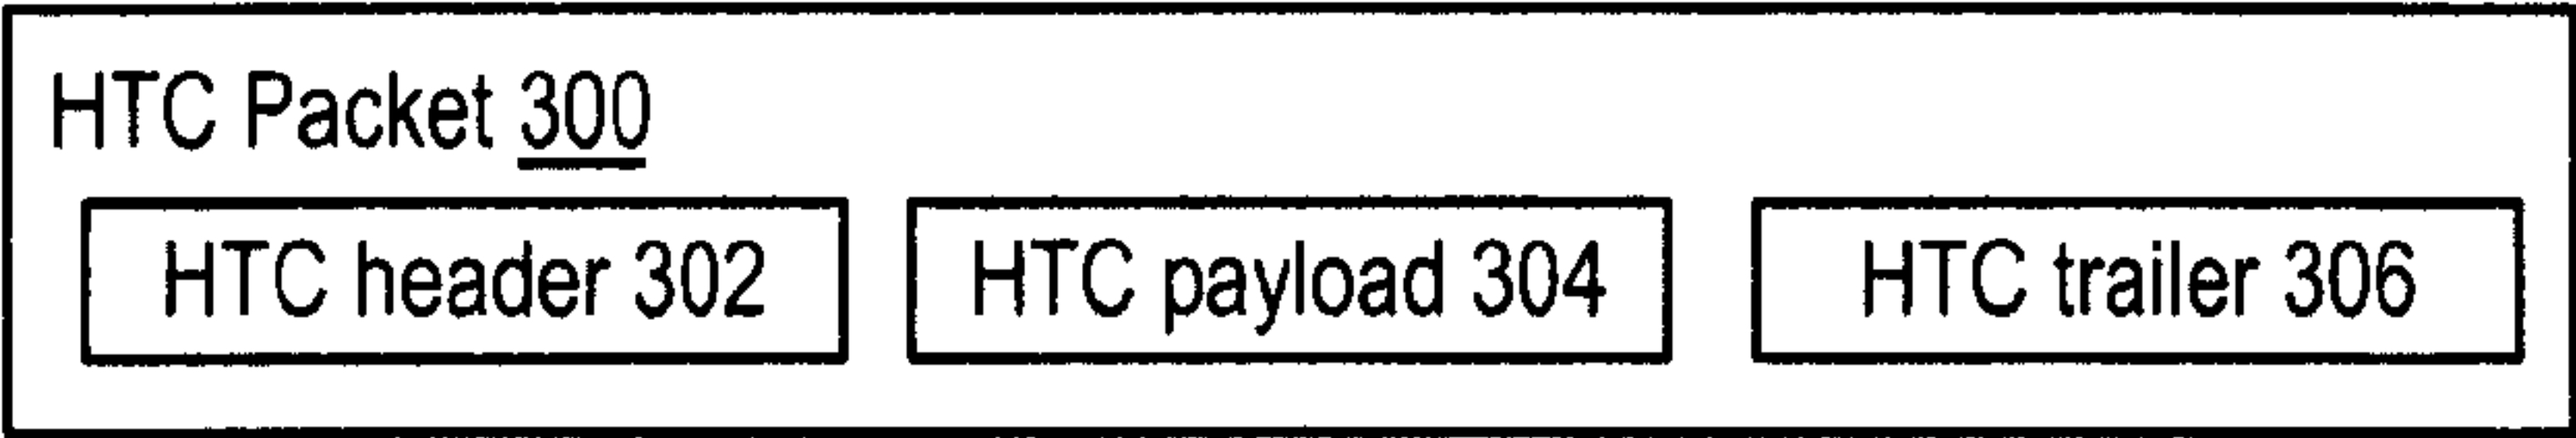 HTC Packet 300
HTC header 302 HTC payload 304 HTC trailer 306